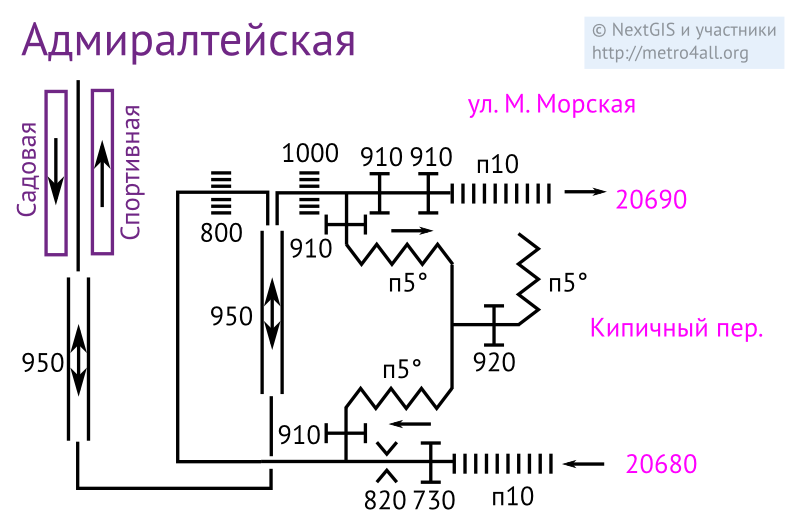 Адмиралтейская
© NextGIS и участники
http://metro4all.org
ул. М. Морская
Садовая
Спортивная
1000
910
910
п10
20690
800
910
п5°
п5°
950
Кипичный пер.
920
950
п5°
910
820
730
п10
20680